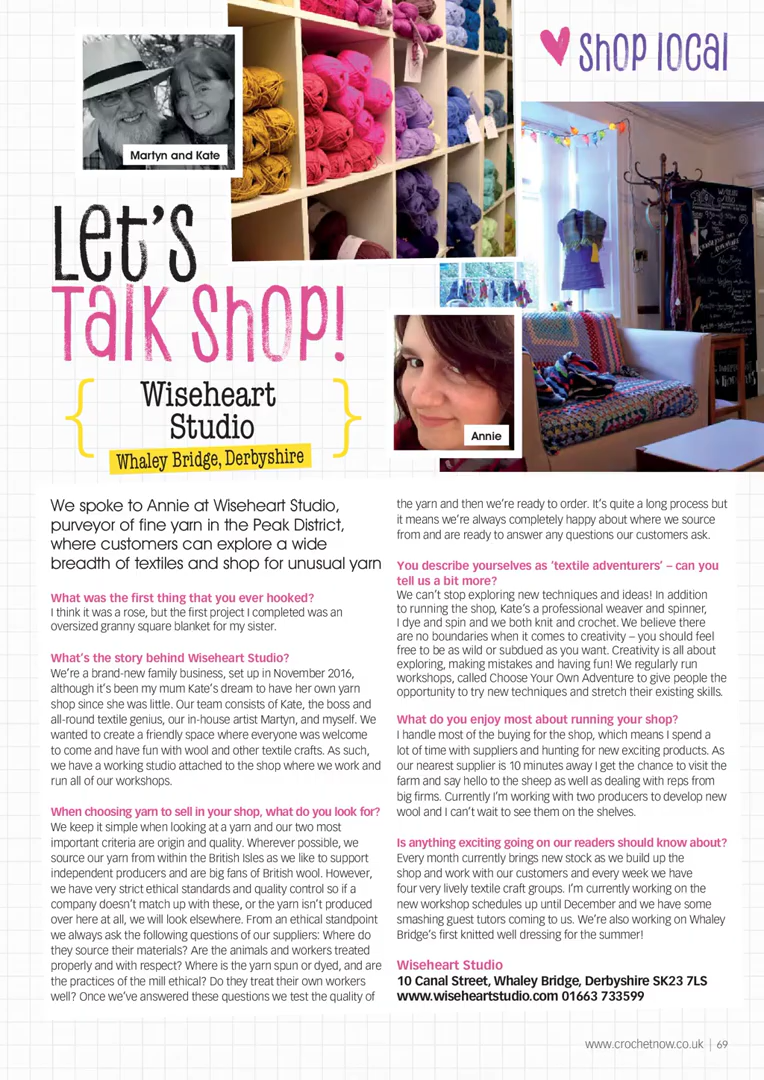 shop local
Martyn and Kate
Let's
Talk Shop!
Wiseheart
Studio
Whaley Bridge, Derbyshire
Annie
We spoke to Annie at Wiseheart Studio,
purveyor of fine yarn in the Peak District,
where customers can explore a wide
breadth of textiles and shop for unusual yarn
What was the first thing that you ever hooked?
I think it was a rose, but the first project I completed was an
oversized granny square blanket for my sister.
What's the story behind Wiseheart Studio?
We're a brand-new family business, set up in November 2016,
although it's been my mum Kate's dream to have her own yarn
shop since she was little. Our team consists of Kate, the boss and
all-round textile genius, our in-house artist Martyn, and myself. We
wanted to create a friendly space where everyone was welcome
to come and have fun with wool and other textile crafts. As such,
we have a working studio attached to the shop where we work and
run all of our workshops.
When choosing yarn to sell in your shop, what do you look for?
We keep it simple when looking at a yarn and our two most
important criteria are origin and quality. Wherever possible, we
source our yarn from within the British Isles as we like to support
independent producers and are big fans of British wool. However,
we have very strict ethical standards and quality control so if a
company doesn't match up with these, or the yarn isn't produced
over here at all, we will look elsewhere. From an ethical standpoint
we always ask the following questions of our suppliers: Where do
they source their materials? Are the animals and workers treated
properly and with respect? Where is the yarn spun or dyed, and are
the practices of the mill ethical? Do they treat their own workers
well? Once we've answered these questions we test the quality of
the yarn and then we're ready to order. It's quite a long process but
it means we're always completely happy about where we source
from and are ready to answer any questions our customers ask.
You describe yourselves as 'textile adventurers' – can you
tell us a bit more?
We can't stop exploring new techniques and ideas! In addition
to running the shop, Kate's a professional weaver and spinner,
I dye and spin and we both knit and crochet. We believe there
are no boundaries when it comes to creativity – you should feel
free to be as wild or subdued as you want. Creativity is all about
exploring, making mistakes and having fun! We regularly run
workshops, called Choose Your Own Adventure to give people the
opportunity to try new techniques and stretch their existing skills.
What do you enjoy most about running your shop?
I handle most of the buying for the shop, which means I spend a
lot of time with suppliers and hunting for new exciting products. As
our nearest supplier is 10 minutes away I get the chance to visit the
farm and say hello to the sheep as well as dealing with reps from
big firms. Currently I'm working with two producers to develop new
wool and I can't wait to see them on the shelves.
Is anything exciting going on our readers should know about?
Every month currently brings new stock as we build up the
shop and work with our customers and every week we have
four very lively textile craft groups. I'm currently working on the
new workshop schedules up until December and we have some
smashing guest tutors coming to us. We're also working on Whaley
Bridge's first knitted well dressing for the summer!
Wiseheart Studio
10 Canal Street, Whaley Bridge, Derbyshire SK23 7LS
www.wiseheartstudio.com 01663 733599
www.crochetnow.co.uk | 69